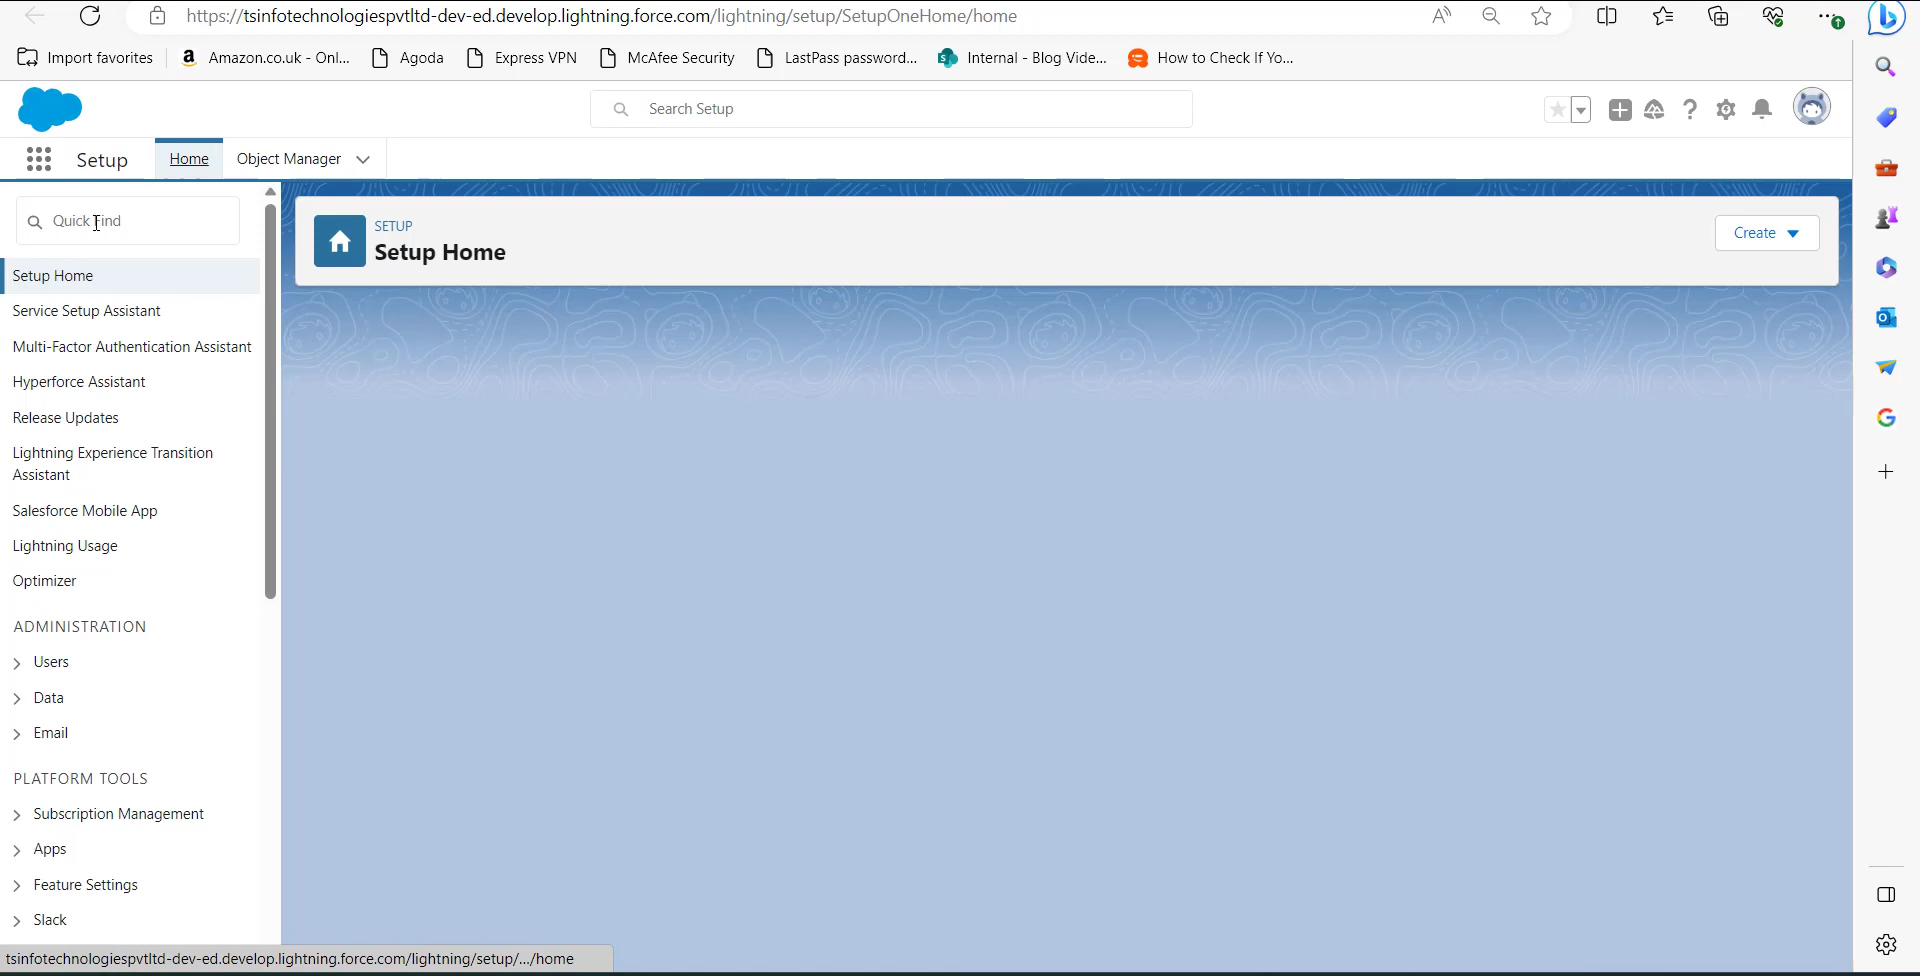 https://tsinfotechnologiespvtltd-dev-ed.develop.lightning.force.com/lightning/setup/SetupOneHome/home
Import favorites
Amazon.co.uk - Onl...
Agoda
Express VPN
McAfee Security
LastPass password...
Internal - Blog Vide...
How to Check If Yo...
Search Setup
Setup
Home
Object Manager
Quick Find
SETUP
Setup Home
Create
Setup Home
Service Setup Assistant
Multi-Factor Authentication Assistant
Hyperforce Assistant
Release Updates
Lightning Experience Transition
Assistant
Salesforce Mobile App
Lightning Usage
Optimizer
ADMINISTRATION
Users
Data
Email
PLATFORM TOOLS
Subscription Management
Apps
Feature Settings
Slack
tsinfotechnologiespvtltd-dev-ed.develop.lightning.force.com/lightning/setup/.../home